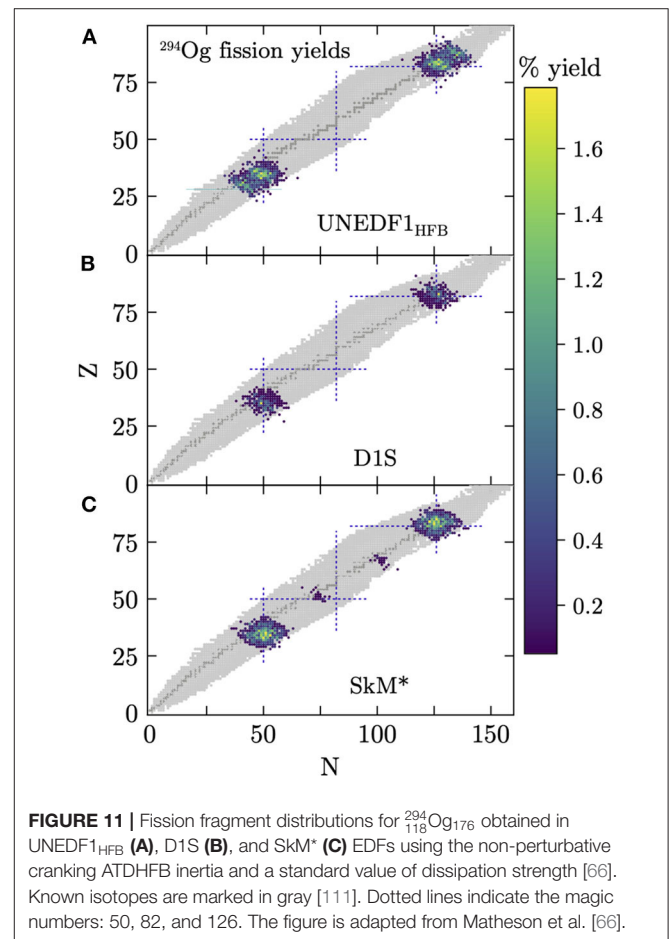 A
²⁹⁴Og fission yields
75
50
25
0
UNEDF1HFB
% yield
1.6
1.4
1.2
1.0
0.8
0.6
0.4
0.2
B
75
50
25
0
Z
D1S
C
75
50
25
0
SkM*
0
50
100
150
N
FIGURE 11 | Fission fragment distributions for ²⁹⁴₁₁₈Og₁₇₆ obtained in
UNEDF1HFB (A), D1S (B), and SkM* (C) EDFs using the non-perturbative
cranking ATDHFB inertia and a standard value of dissipation strength [66].
Known isotopes are marked in gray [111]. Dotted lines indicate the magic
numbers: 50, 82, and 126. The figure is adapted from Matheson et al. [66].